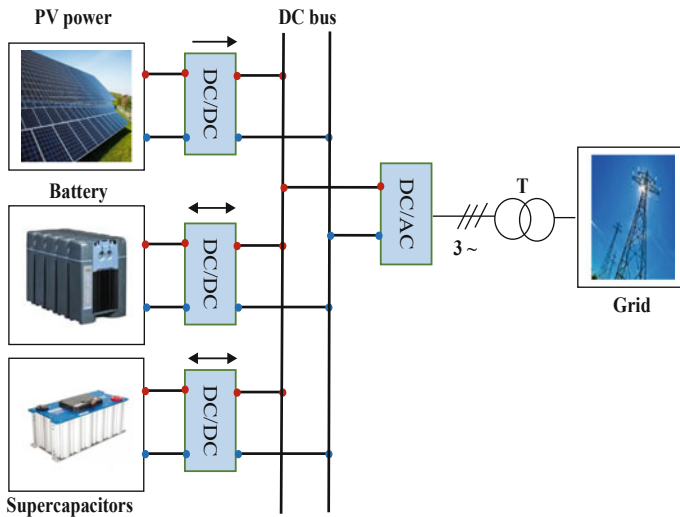 PV power
DC bus
DC/DC
Battery
DC/DC
DC/AC
T
3 ~
Grid
DC/DC
Supercapacitors